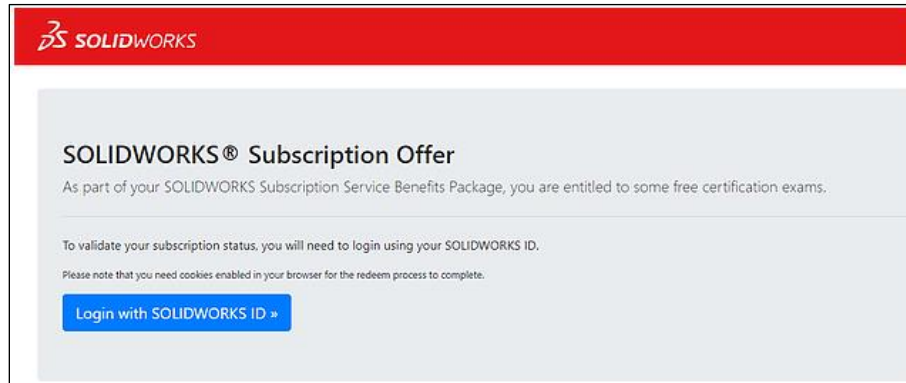 SOLIDWORKS
SOLIDWORKS® Subscription Offer
As part of your SOLIDWORKS Subscription Service Benefits Package, you are entitled to some free certification exams.
To validate your subscription status, you will need to login using your SOLIDWORKS ID.
Please note that you need cookies enabled in your browser for the redeem process to complete.
Login with SOLIDWORKS ID »